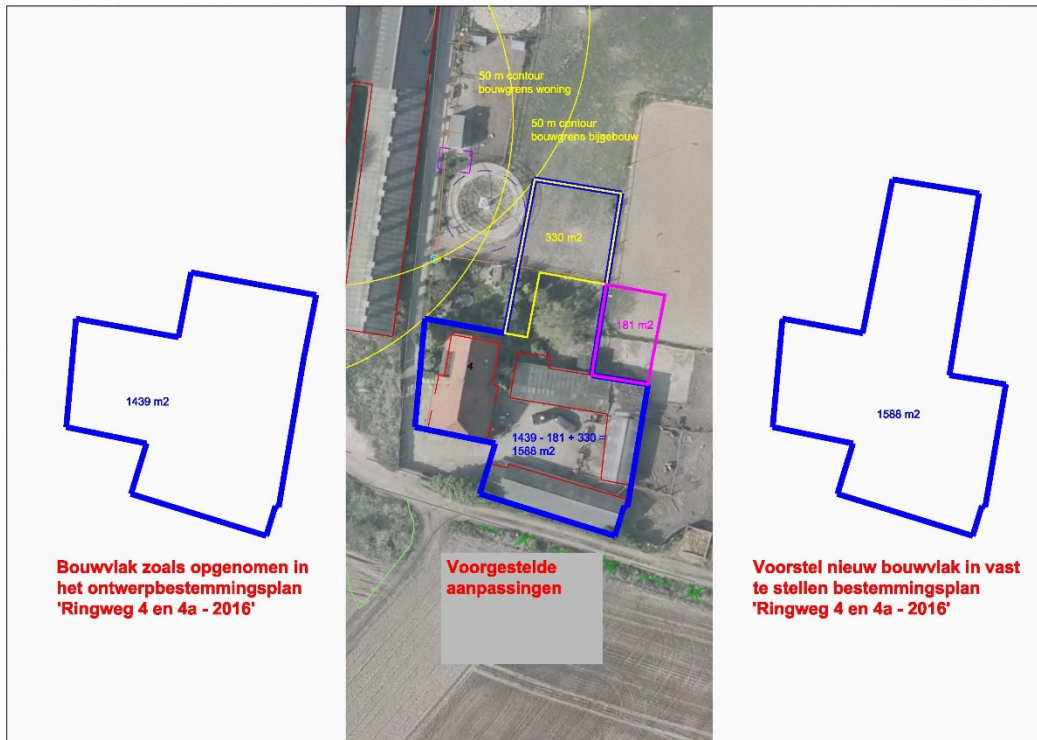 1439 m2
Bouwvlak zoals opgenomen in
het ontwerpbestemmingsplan
'Ringweg 4 en 4a - 2016'
50 m contour
bouwgrens woning
50 m contour
bouwgrens bijgebouw
330 m2
181 m2
4
1439 - 181 + 330 =
1588 m2
Voorgestelde
aanpassingen
1588 m2
Voorstel nieuw bouwvlak in vast
te stellen bestemmingsplan
'Ringweg 4 en 4a - 2016'